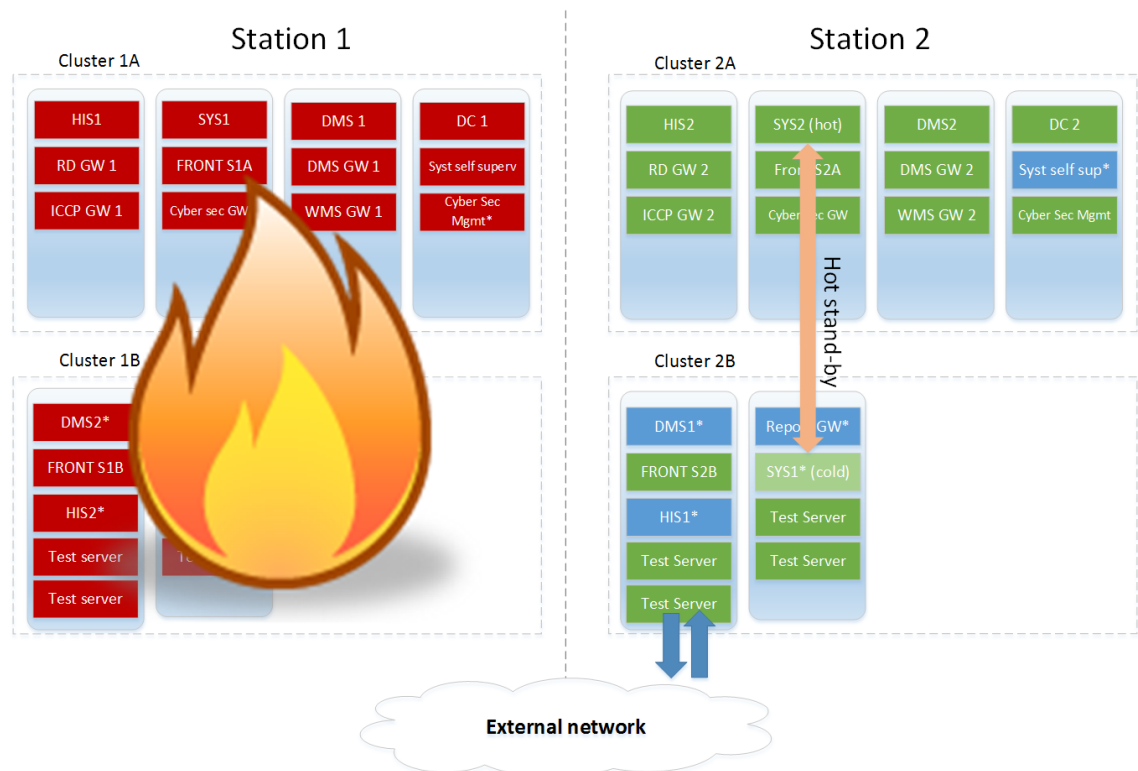 Station 1
Station 2
Cluster 1A
HIS1
SYS1
DMS 1
DC 1
RD GW 1
FRONT S1A
DMS GW 1
Syst self superv
ICCP GW 1
Cyber sec GW
WMS GW 1
Cyber Sec
Mgmt*
Cluster 2A
HIS2
SYS2 (hot)
DMS2
DC 2
RD GW 2
Front S2A
DMS GW 2
Syst self sup*
ICCP GW 2
Cyber Sec GW
WMS GW 2
Cyber Sec Mgmt
Hot stand-by
Cluster 1B
DMS2*
FRONT S1B
HIS2*
Test server
Test server
Cluster 2B
DMS1*
Report GW*
FRONT S2B
SYS1* (cold)
HIS1*
Test Server
Test Server
Test Server
Test Server
External network